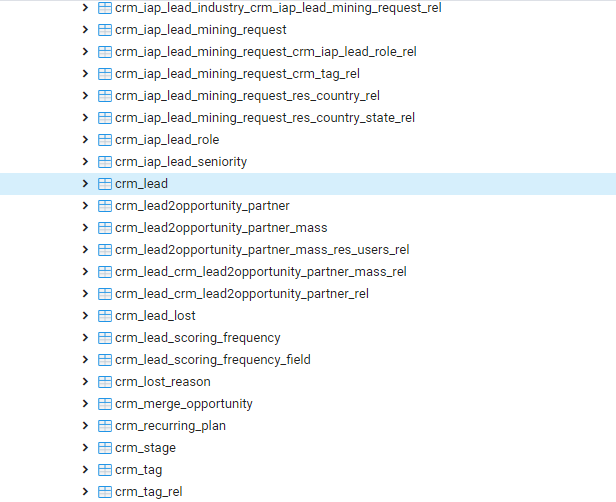 crm_iap_lead_industry_crm_iap_lead_mining_request_rel
crm_iap_lead_mining_request
crm_iap_lead_mining_request_crm_iap_lead_role_rel
crm_iap_lead_mining_request_crm_tag_rel
crm_iap_lead_mining_request_res_country_rel
crm_iap_lead_mining_request_res_country_state_rel
crm_iap_lead_role
crm_iap_lead_seniority
crm_lead
crm_lead2opportunity_partner
crm_lead2opportunity_partner_mass
crm_lead2opportunity_partner_mass_res_users_rel
crm_lead_crm_lead2opportunity_partner_mass_rel
crm_lead_crm_lead2opportunity_partner_rel
crm_lead_lost
crm_lead_scoring_frequency
crm_lead_scoring_frequency_field
crm_lost_reason
crm_merge_opportunity
crm_recurring_plan
crm_stage
crm_tag
crm_tag_rel